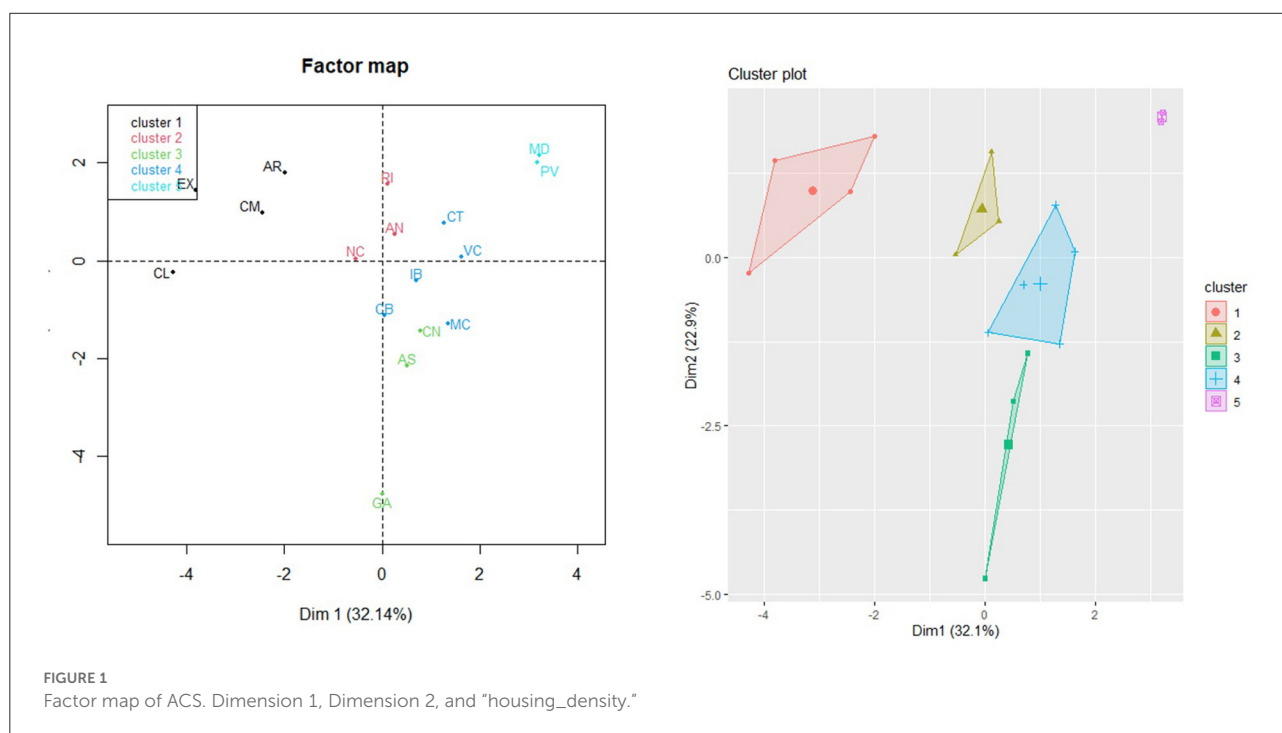 Factor map
cluster 1
cluster 2
cluster 3
cluster 4
cluster 5
EX
AR
CM
CL
RI
AN
NC
MD
PV
CT
VC
IB
CB
MC
CN
AS
GA
2
0
-2
-4
-4
-2
0
2
4
Dim 1 (32.14%)
Cluster plot
0.0
-2.5
-5.0
Dim2 (22.9%)
-4
-2
0
2
Dim1 (32.1%)
cluster
1
2
3
4
5
FIGURE 1
Factor map of ACS. Dimension 1, Dimension 2, and "housing_density."